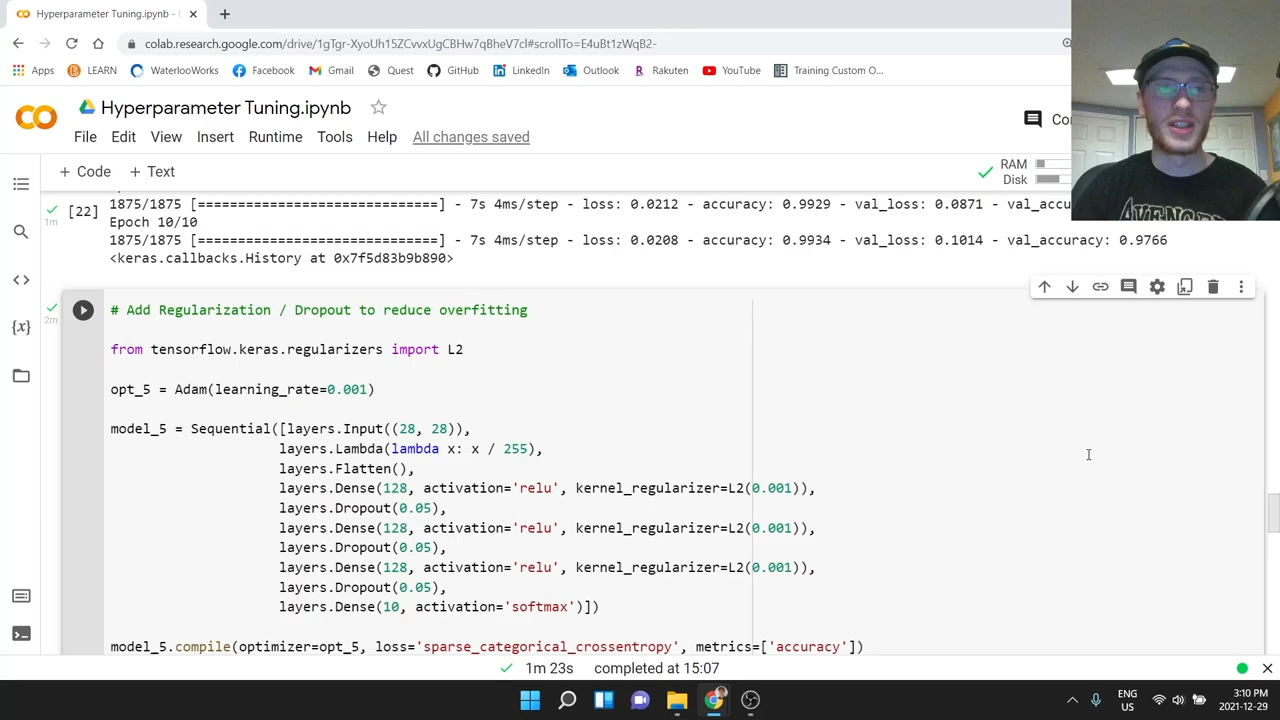 Hyperparameter Tuning.ipynb - C
colab.research.google.com/drive/1gTgr-XyoUh15ZCvvxUgCBHw7qBheV7cl#scrollTo=E4uBt1zWqB2-
Apps LEARN WaterlooWorks Facebook Gmail Quest GitHub LinkedIn Outlook Rakuten YouTube Training Custom O...
Hyperparameter Tuning.ipynb
File Edit View Insert Runtime Tools Help All changes saved
+ Code + Text
RAM
Disk
1875/1875 [==============================] - 7s 4ms/step - loss: 0.0212 - accuracy: 0.9929 - val_loss: 0.0871 - val_
[22]
1m
Epoch 10/10
1875/1875 [==============================] - 7s 4ms/step - loss: 0.0208 - accuracy: 0.9934 - val_loss: 0.1014 - val_accuracy: 0.9766
<keras.callbacks.History at 0x7f5d83b9b890>
2m
# Add Regularization / Dropout to reduce overfitting
from tensorflow.keras.regularizers import L2
opt_5 = Adam(learning_rate=0.001)
model_5 = Sequential([layers.Input((28, 28)),
layers.Lambda(lambda x: x / 255),
layers.Flatten(),
layers.Dense(128, activation='relu', kernel_regularizer=L2(0.001)),
layers.Dropout(0.05),
layers.Dense(128, activation='relu', kernel_regularizer=L2(0.001)),
layers.Dropout(0.05),
layers.Dense(128, activation='relu', kernel_regularizer=L2(0.001)),
layers.Dropout(0.05),
layers.Dense(10, activation='softmax')])
model_5.compile(optimizer=opt_5, loss='sparse_categorical_crossentropy', metrics=['accuracy'])
1m 23s completed at 15:07
ENG
US
3:10 PM
2021-12-29